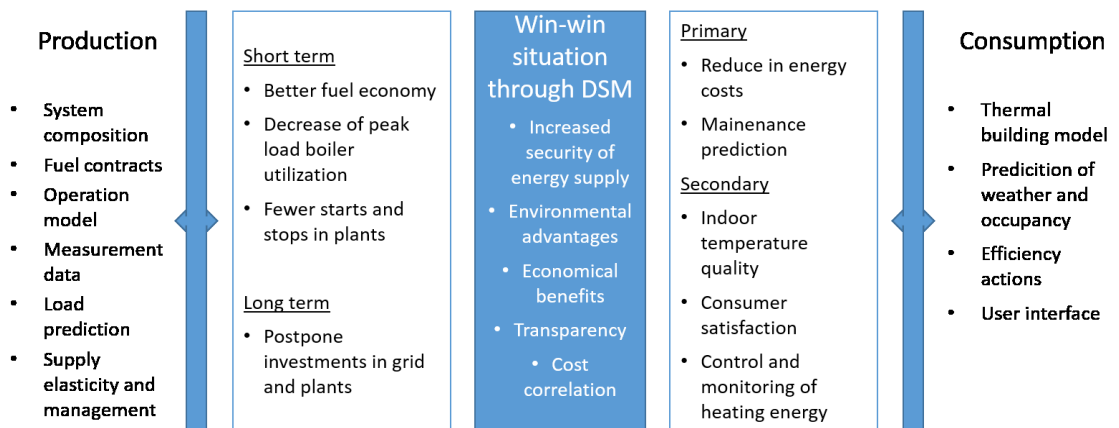 Production
• System
composition
• Fuel contracts
• Operation
model
• Measurement
data
• Load
prediction
• Supply
elasticity and
management
Short term
• Better fuel economy
• Decrease of peak
load boiler
utilization
• Fewer starts and
stops in plants
Long term
• Postpone
investments in grid
and plants
Win-win
situation
through DSM
• Increased
security of
energy supply
• Environmental
advantages
• Economical
benefits
• Transparency
• Cost
correlation
Primary
• Reduce in energy
costs
• Mainenance
prediction
Secondary
• Indoor
temperature
quality
• Consumer
satisfaction
• Control and
monitoring of
heating energy
Consumption
• Thermal
building model
• Predicition of
weather and
occupancy
• Efficiency
actions
• User interface